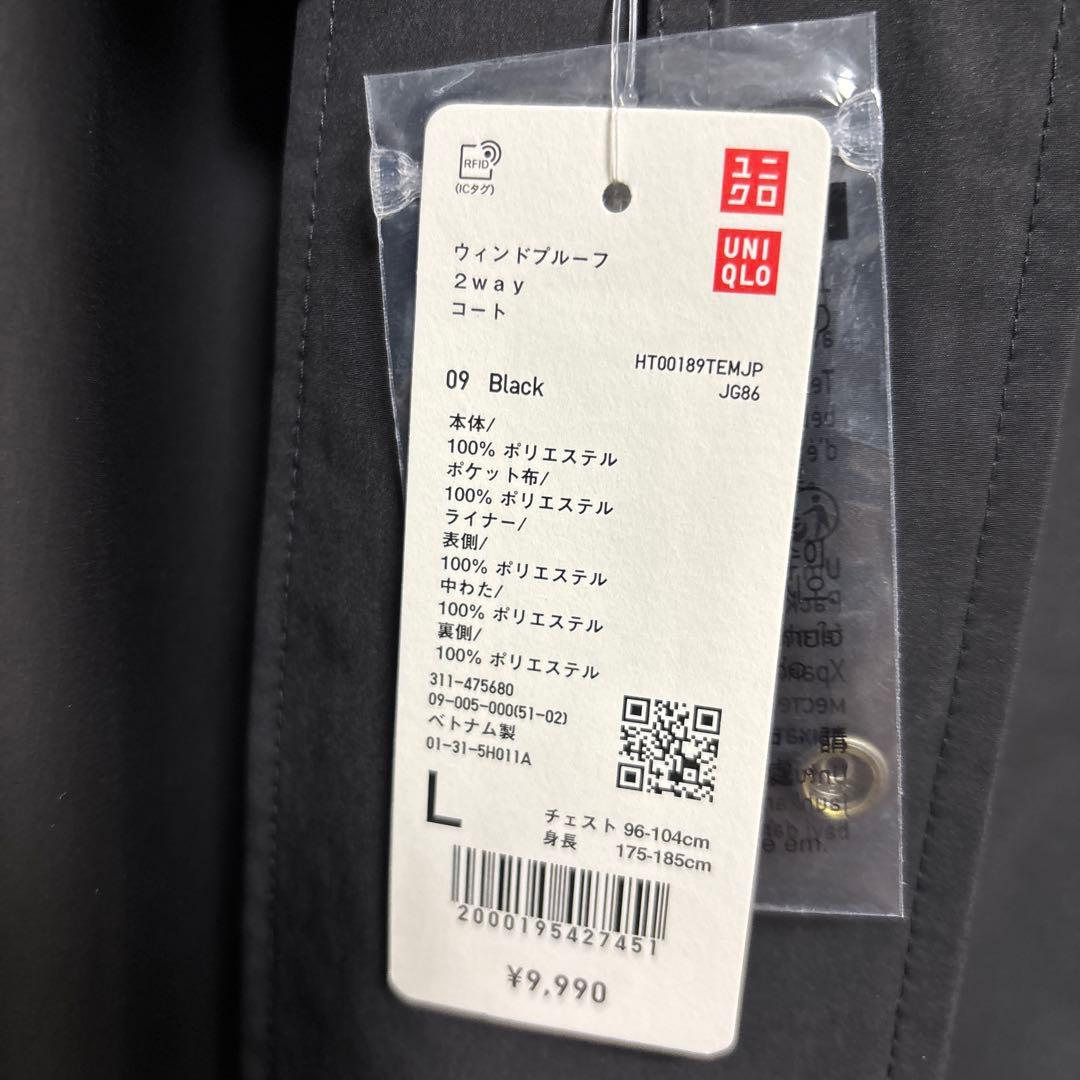 RFID
(ICタグ)
ユニ
クロ
UNI
QLO
ウィンドプルーフ
2way
コート
HT00189TEMJP
JG86
09 Black
本体/
100% ポリエステル
ポケット布/
100% ポリエステル
ライナー/
表側/
100% ポリエステル
中わた/
100% ポリエステル
裏側/
100% ポリエステル
311-475680
09-005-000(51-02)
ベトナム製
01-31-5H011A
L
チェスト 96-104cm
身長 175-185cm
2000195427451
¥9,990